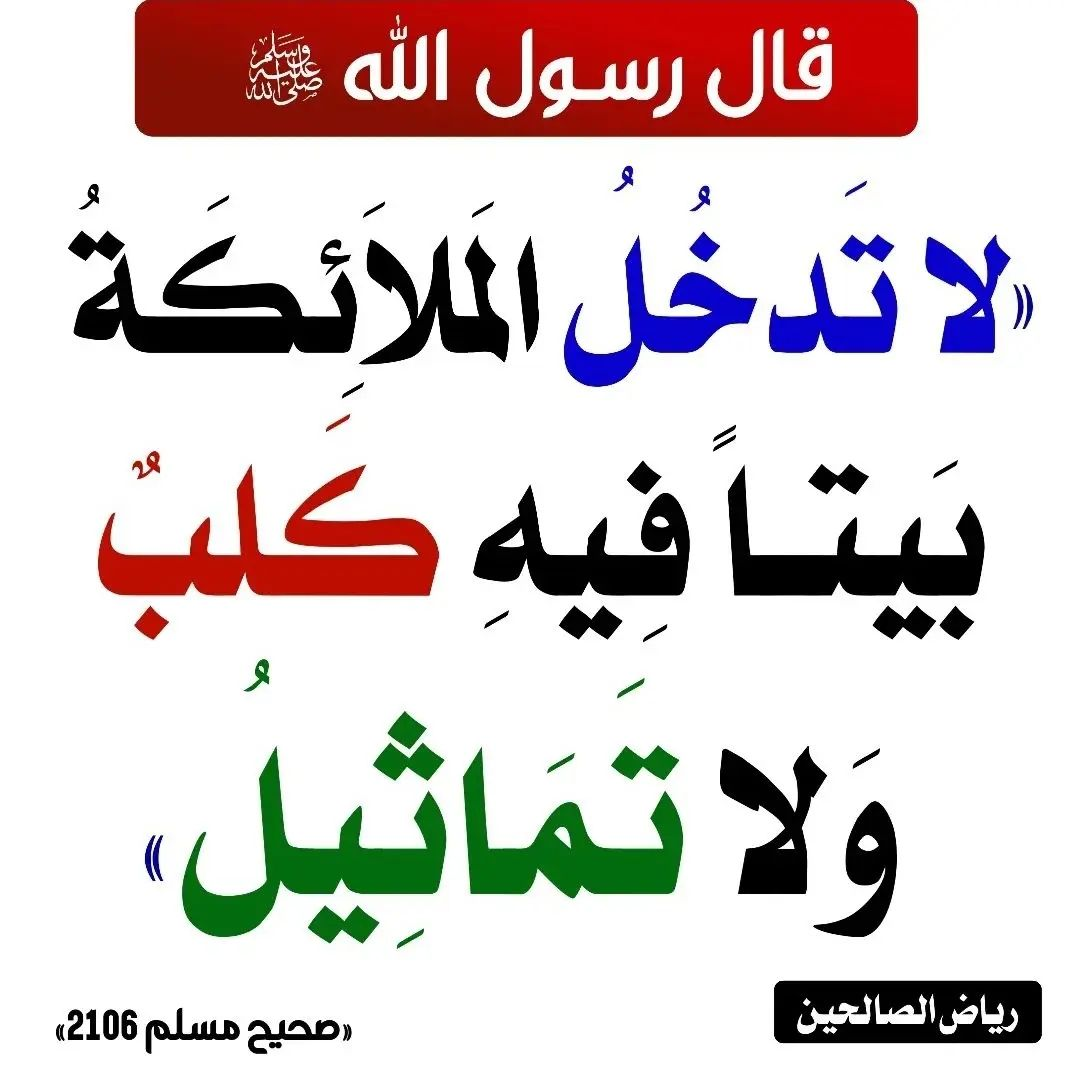 قال رسول الله ﷺ
«لا تَدخُلُ المَلَائِكَةُ
بَيتاً فِيهِ كَلبٌ
وَلا تَمَاثِيلُ»
رياض الصالحين
«صحيح مسلم 2106»